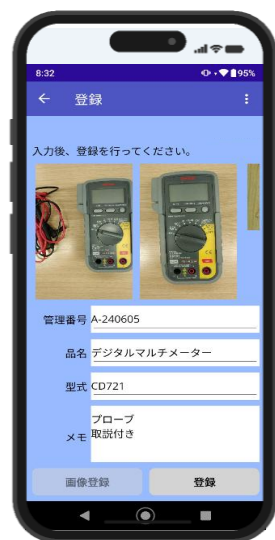 8:32
95%
登録
入力後、登録を行ってください。
管理番号 A-240605
品名 デジタルマルチメーター
型式 CD721
メモ プローブ
取説付き
画像登録 登録